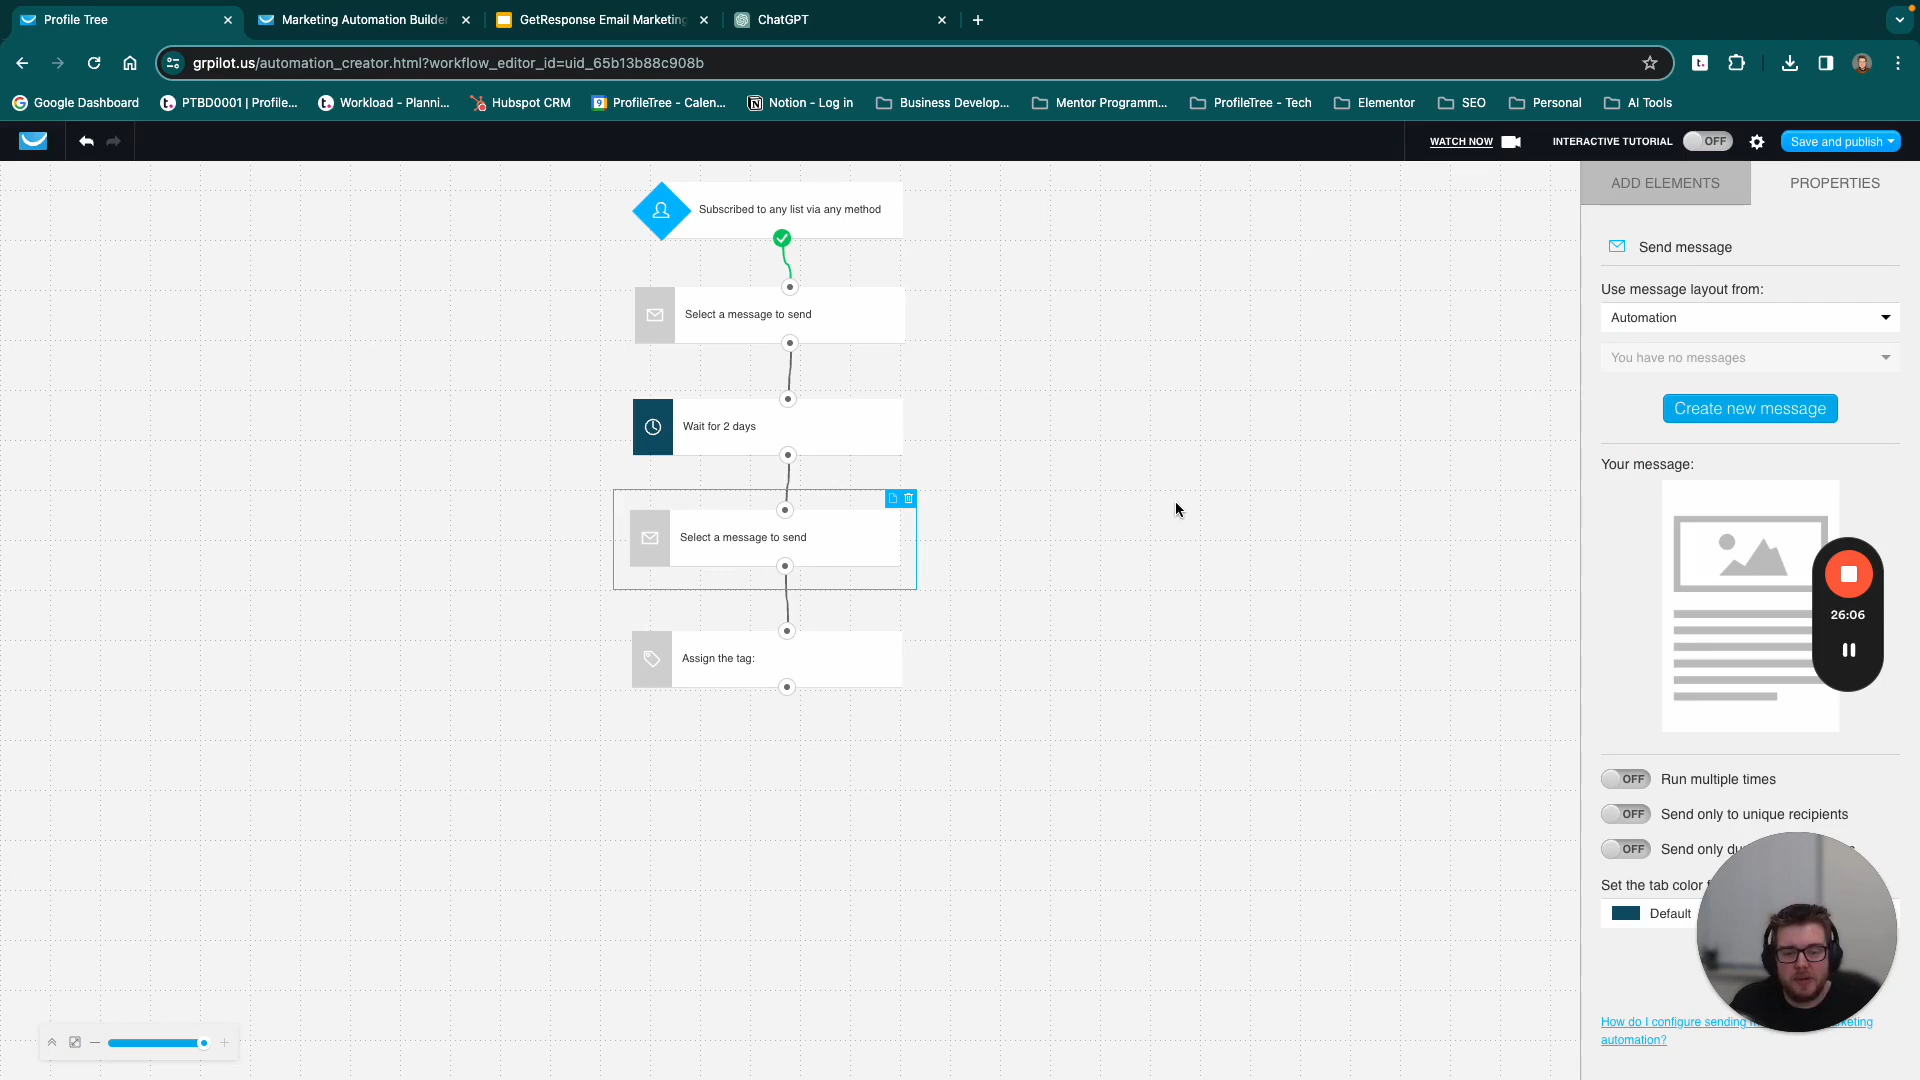 Profile Tree
Marketing Automation Builder
GetResponse Email Marketing
ChatGPT
grpilot.us/automation_creator.html?workflow_editor_id=uid_65b13b88c908b
Google Dashboard
PTBD0001 | Profile...
Workload - Planni...
Hubspot CRM
ProfileTree - Calen...
Notion - Log in
Business Develop...
Mentor Programm...
ProfileTree - Tech
Elementor
SEO
Personal
AI Tools
WATCH NOW
INTERACTIVE TUTORIAL
OFF
Save and publish
ADD ELEMENTS
PROPERTIES
Subscribed to any list via any method
Select a message to send
Wait for 2 days
Select a message to send
Assign the tag:
Send message
Use message layout from:
Automation
You have no messages
Create new message
Your message:
26:06
OFF Run multiple times
OFF Send only to unique recipients
OFF Send only du
Set the tab color
Default
How do I configure sending
automation?